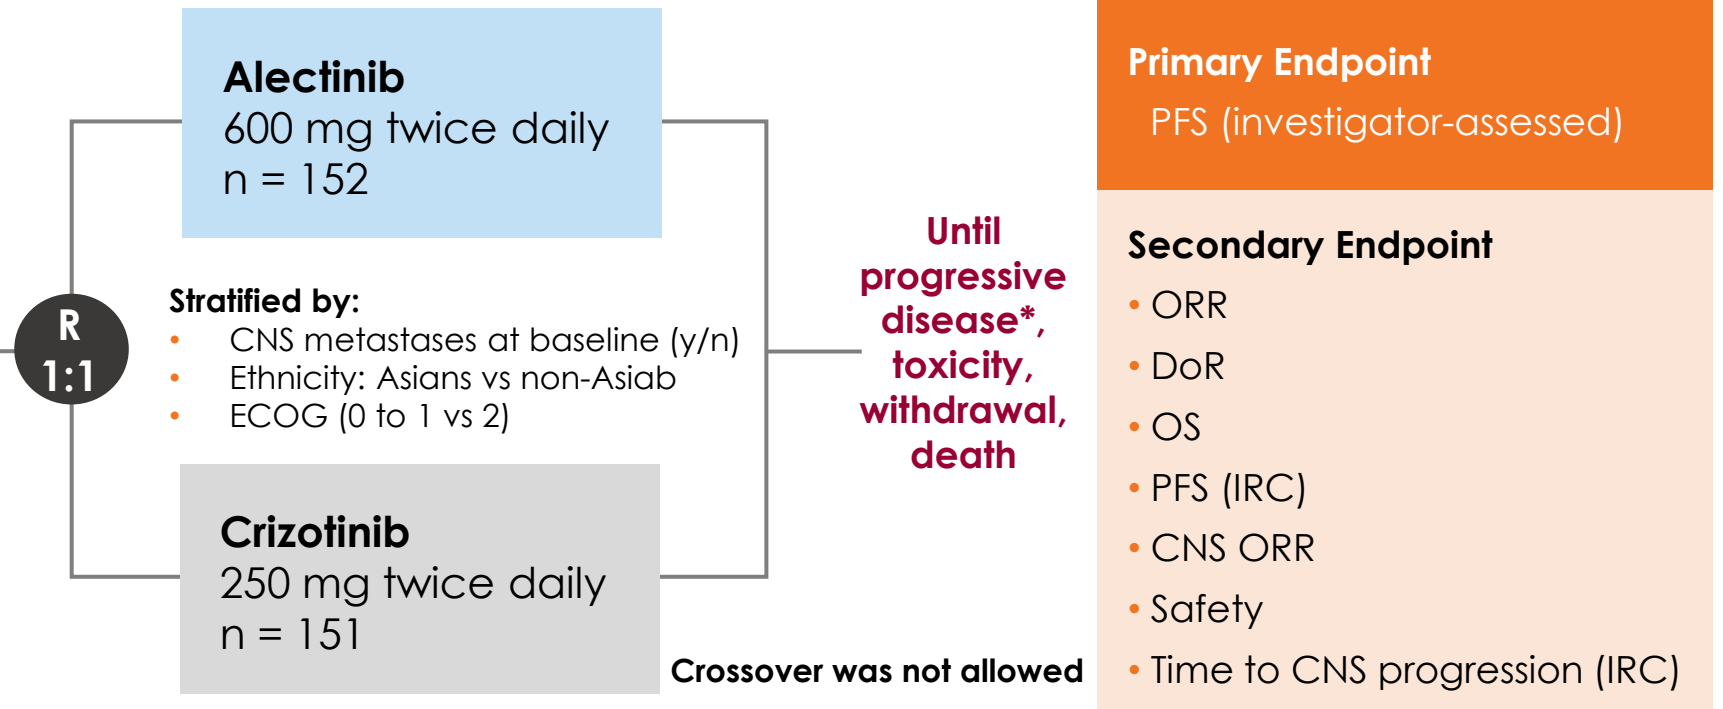 R
1:1
Alectinib
600 mg twice daily
n = 152
Stratified by:
• CNS metastases at baseline (y/n)
• Ethnicity: Asians vs non-Asiab
• ECOG (0 to 1 vs 2)
Crizotinib
250 mg twice daily
n = 151
Until
progressive
disease*,
toxicity,
withdrawal,
death
Crossover was not allowed
Primary Endpoint
PFS (investigator-assessed)
Secondary Endpoint
• ORR
• DoR
• OS
• PFS (IRC)
• CNS ORR
• Safety
• Time to CNS progression (IRC)